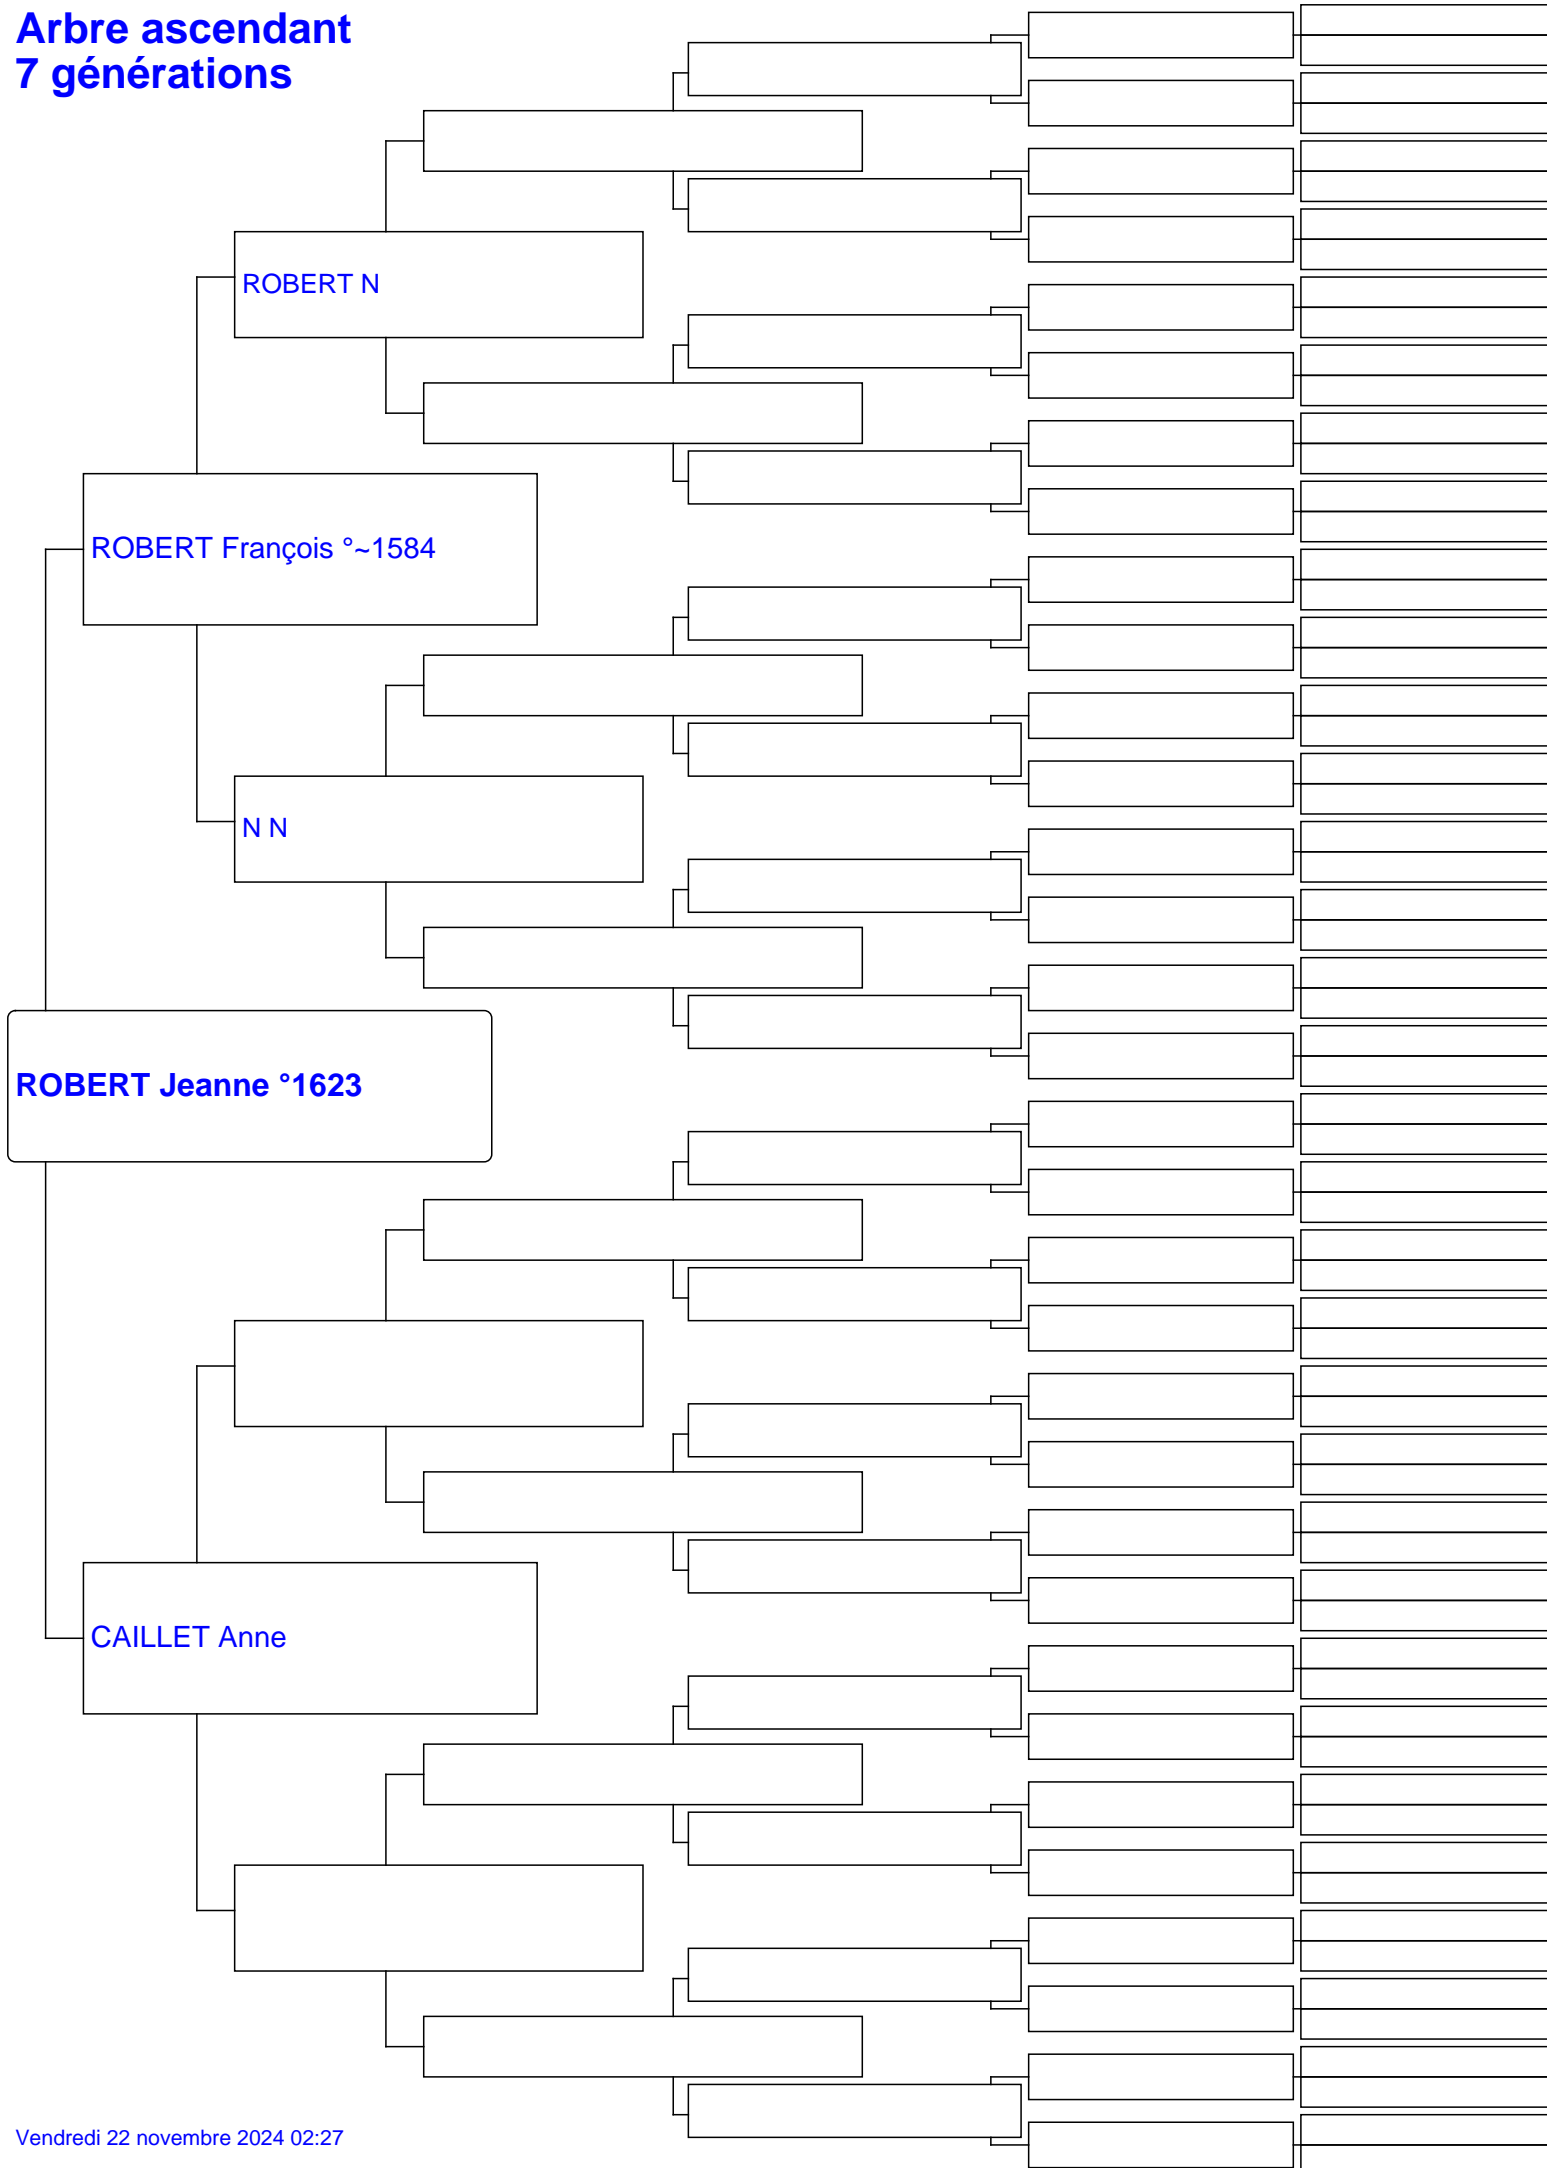 Arbre ascendant
7 générations
ROBERT N
ROBERT François °~1584
N N
ROBERT Jeanne °1623
CAILLET Anne
Vendredi 22 novembre 2024 02:27